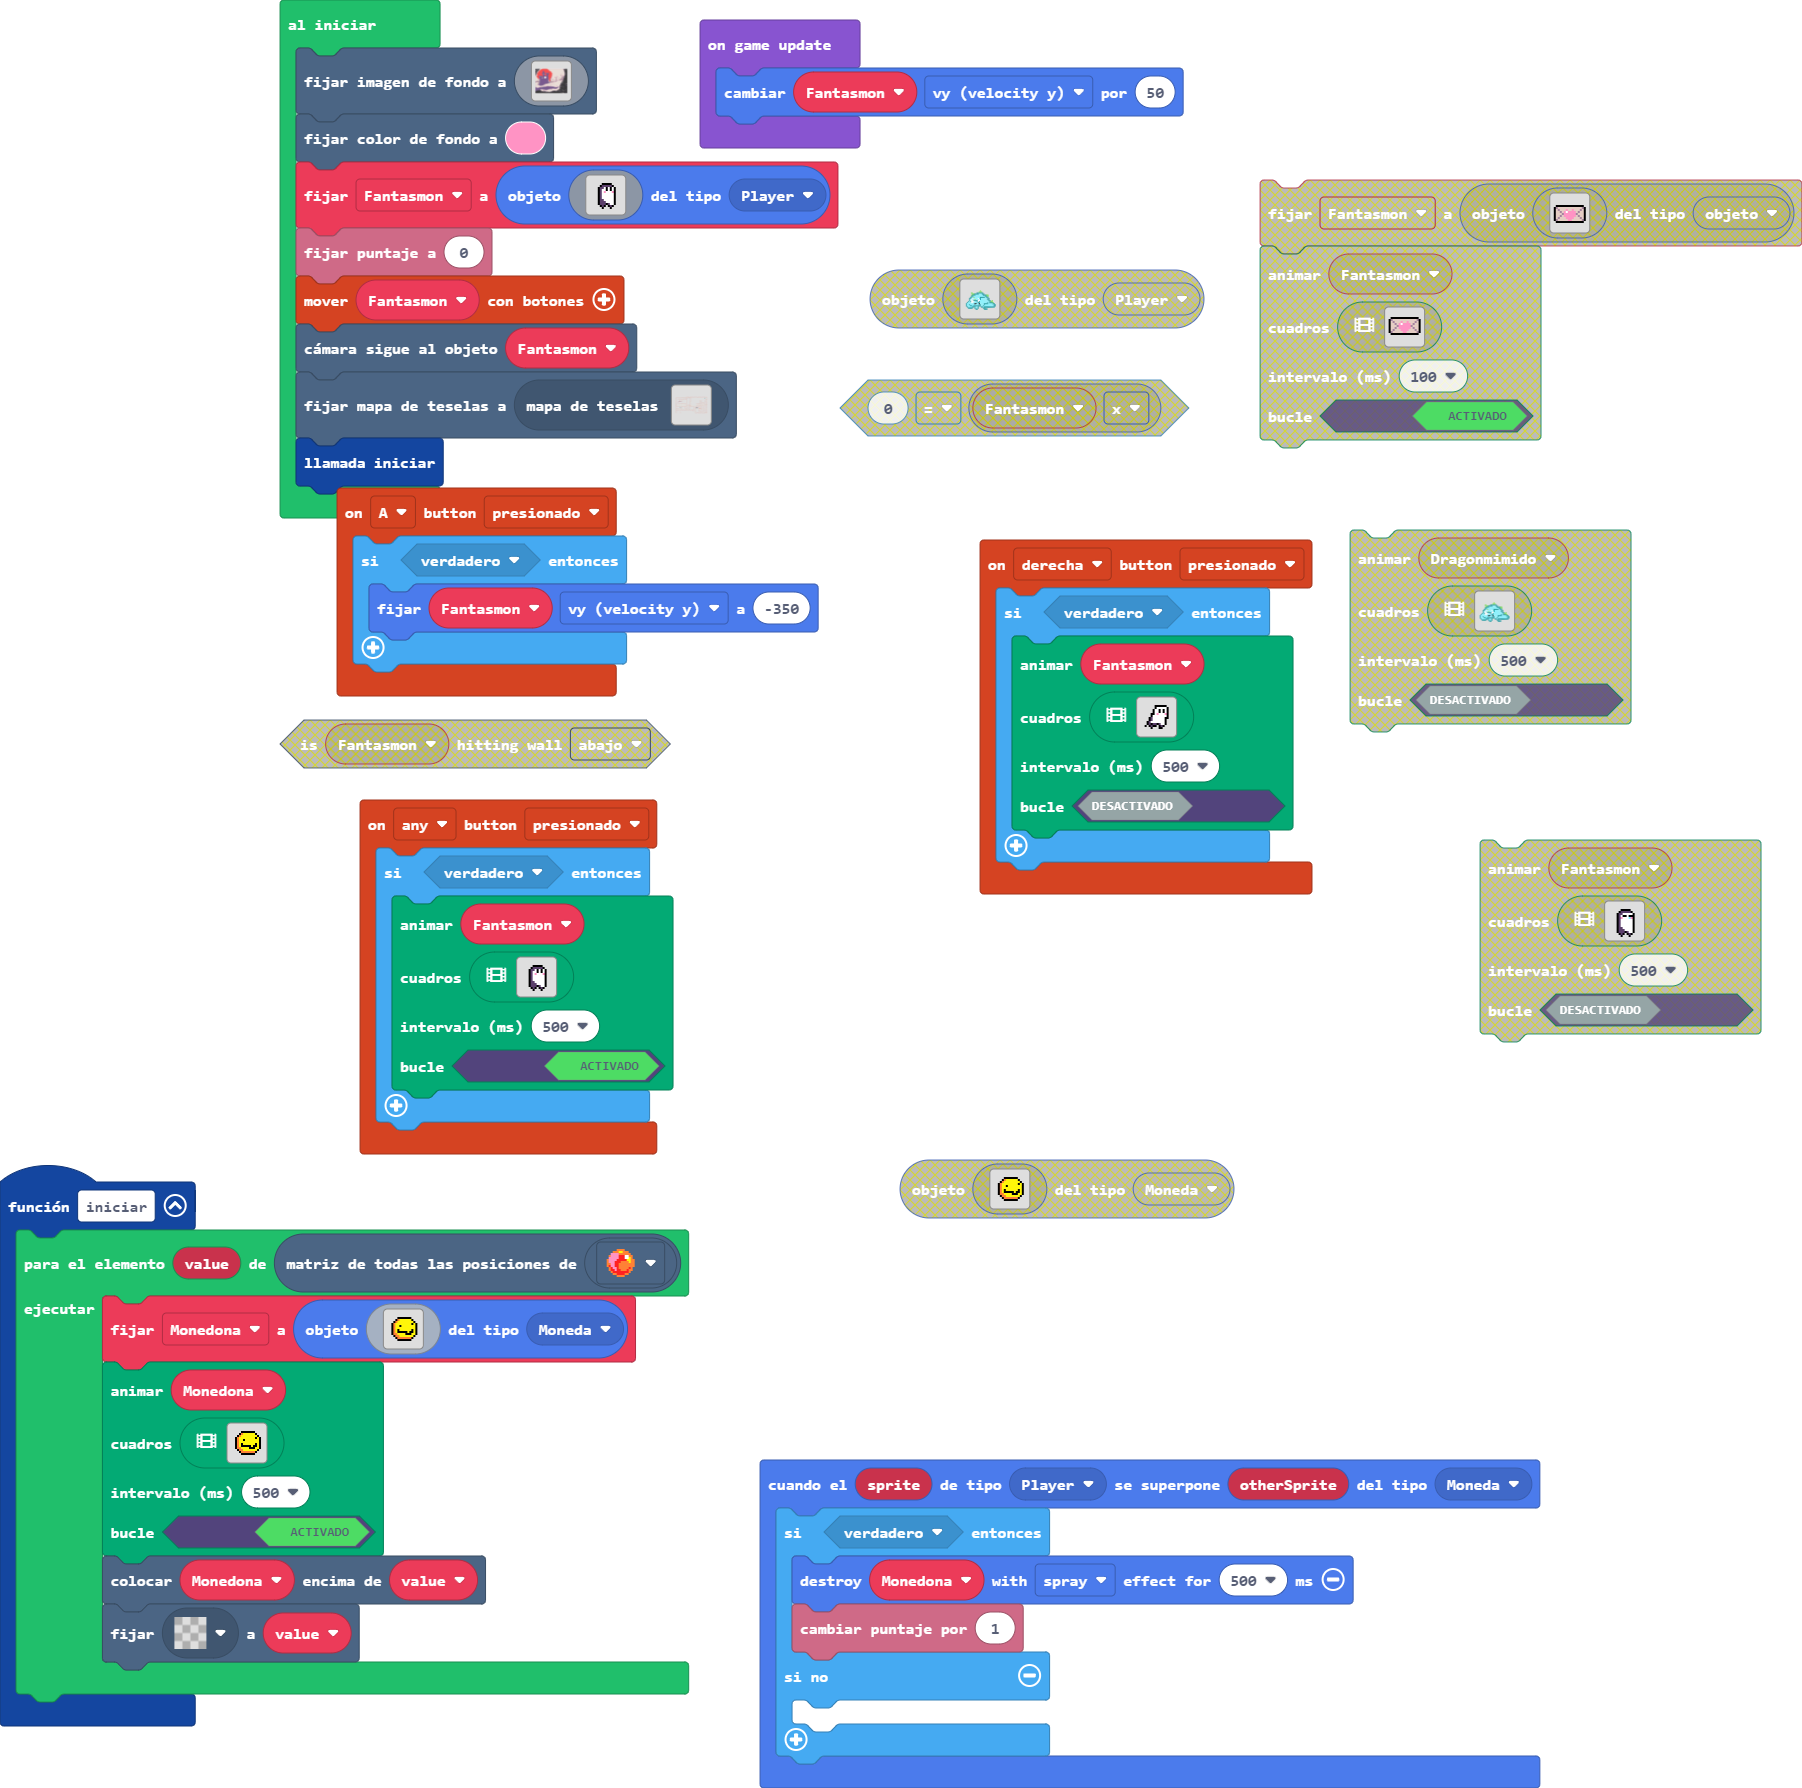 al iniciar
fijar imagen de fondo a
fijar color de fondo a
fijar Fantasmon a objeto del tipo Player
fijar puntaje a 0
mover Fantasmon con botones
cámara sigue al objeto Fantasmon
fijar mapa de teselas a mapa de teselas
llamada iniciar
on game update
cambiar Fantasmon vy (velocity y) por 50
fijar Fantasmon a objeto del tipo objeto
animar Fantasmon
cuadros
intervalo (ms) 100
bucle ACTIVADO
objeto del tipo Player
0 = Fantasmon x
on A button presionado
si verdadero entonces
fijar Fantasmon vy (velocity y) a -350
is Fantasmon hitting wall abajo
on derecha button presionado
si verdadero entonces
animar Fantasmon
cuadros
intervalo (ms) 500
bucle DESACTIVADO
animar Dragonmimido
cuadros
intervalo (ms) 500
bucle DESACTIVADO
on any button presionado
si verdadero entonces
animar Fantasmon
cuadros
intervalo (ms) 500
bucle ACTIVADO
animar Fantasmon
cuadros
intervalo (ms) 500
bucle DESACTIVADO
objeto del tipo Moneda
función iniciar
para el elemento value de matriz de todas las posiciones de
ejecutar
fijar Monedona a objeto del tipo Moneda
animar Monedona
cuadros
intervalo (ms) 500
bucle ACTIVADO
colocar Monedona encima de value
fijar a value
cuando el sprite de tipo Player se superpone otherSprite del tipo Moneda
si verdadero entonces
destroy Monedona with spray effect for 500 ms
cambiar puntaje por 1
si no